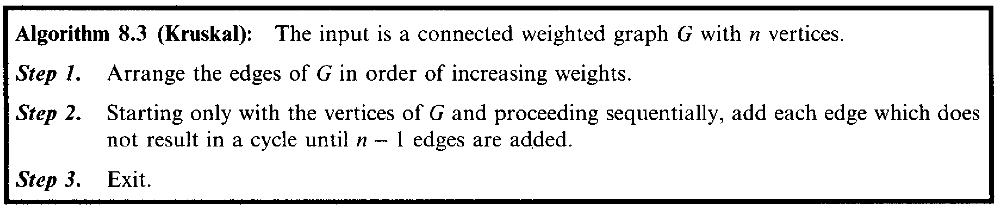 Algorithm 8.3 (Kruskal): The input is a connected weighted graph G with n vertices.
Step 1. Arrange the edges of G in order of increasing weights.
Step 2. Starting only with the vertices of G and proceeding sequentially, add each edge which does
not result in a cycle until n − 1 edges are added.
Step 3. Exit.